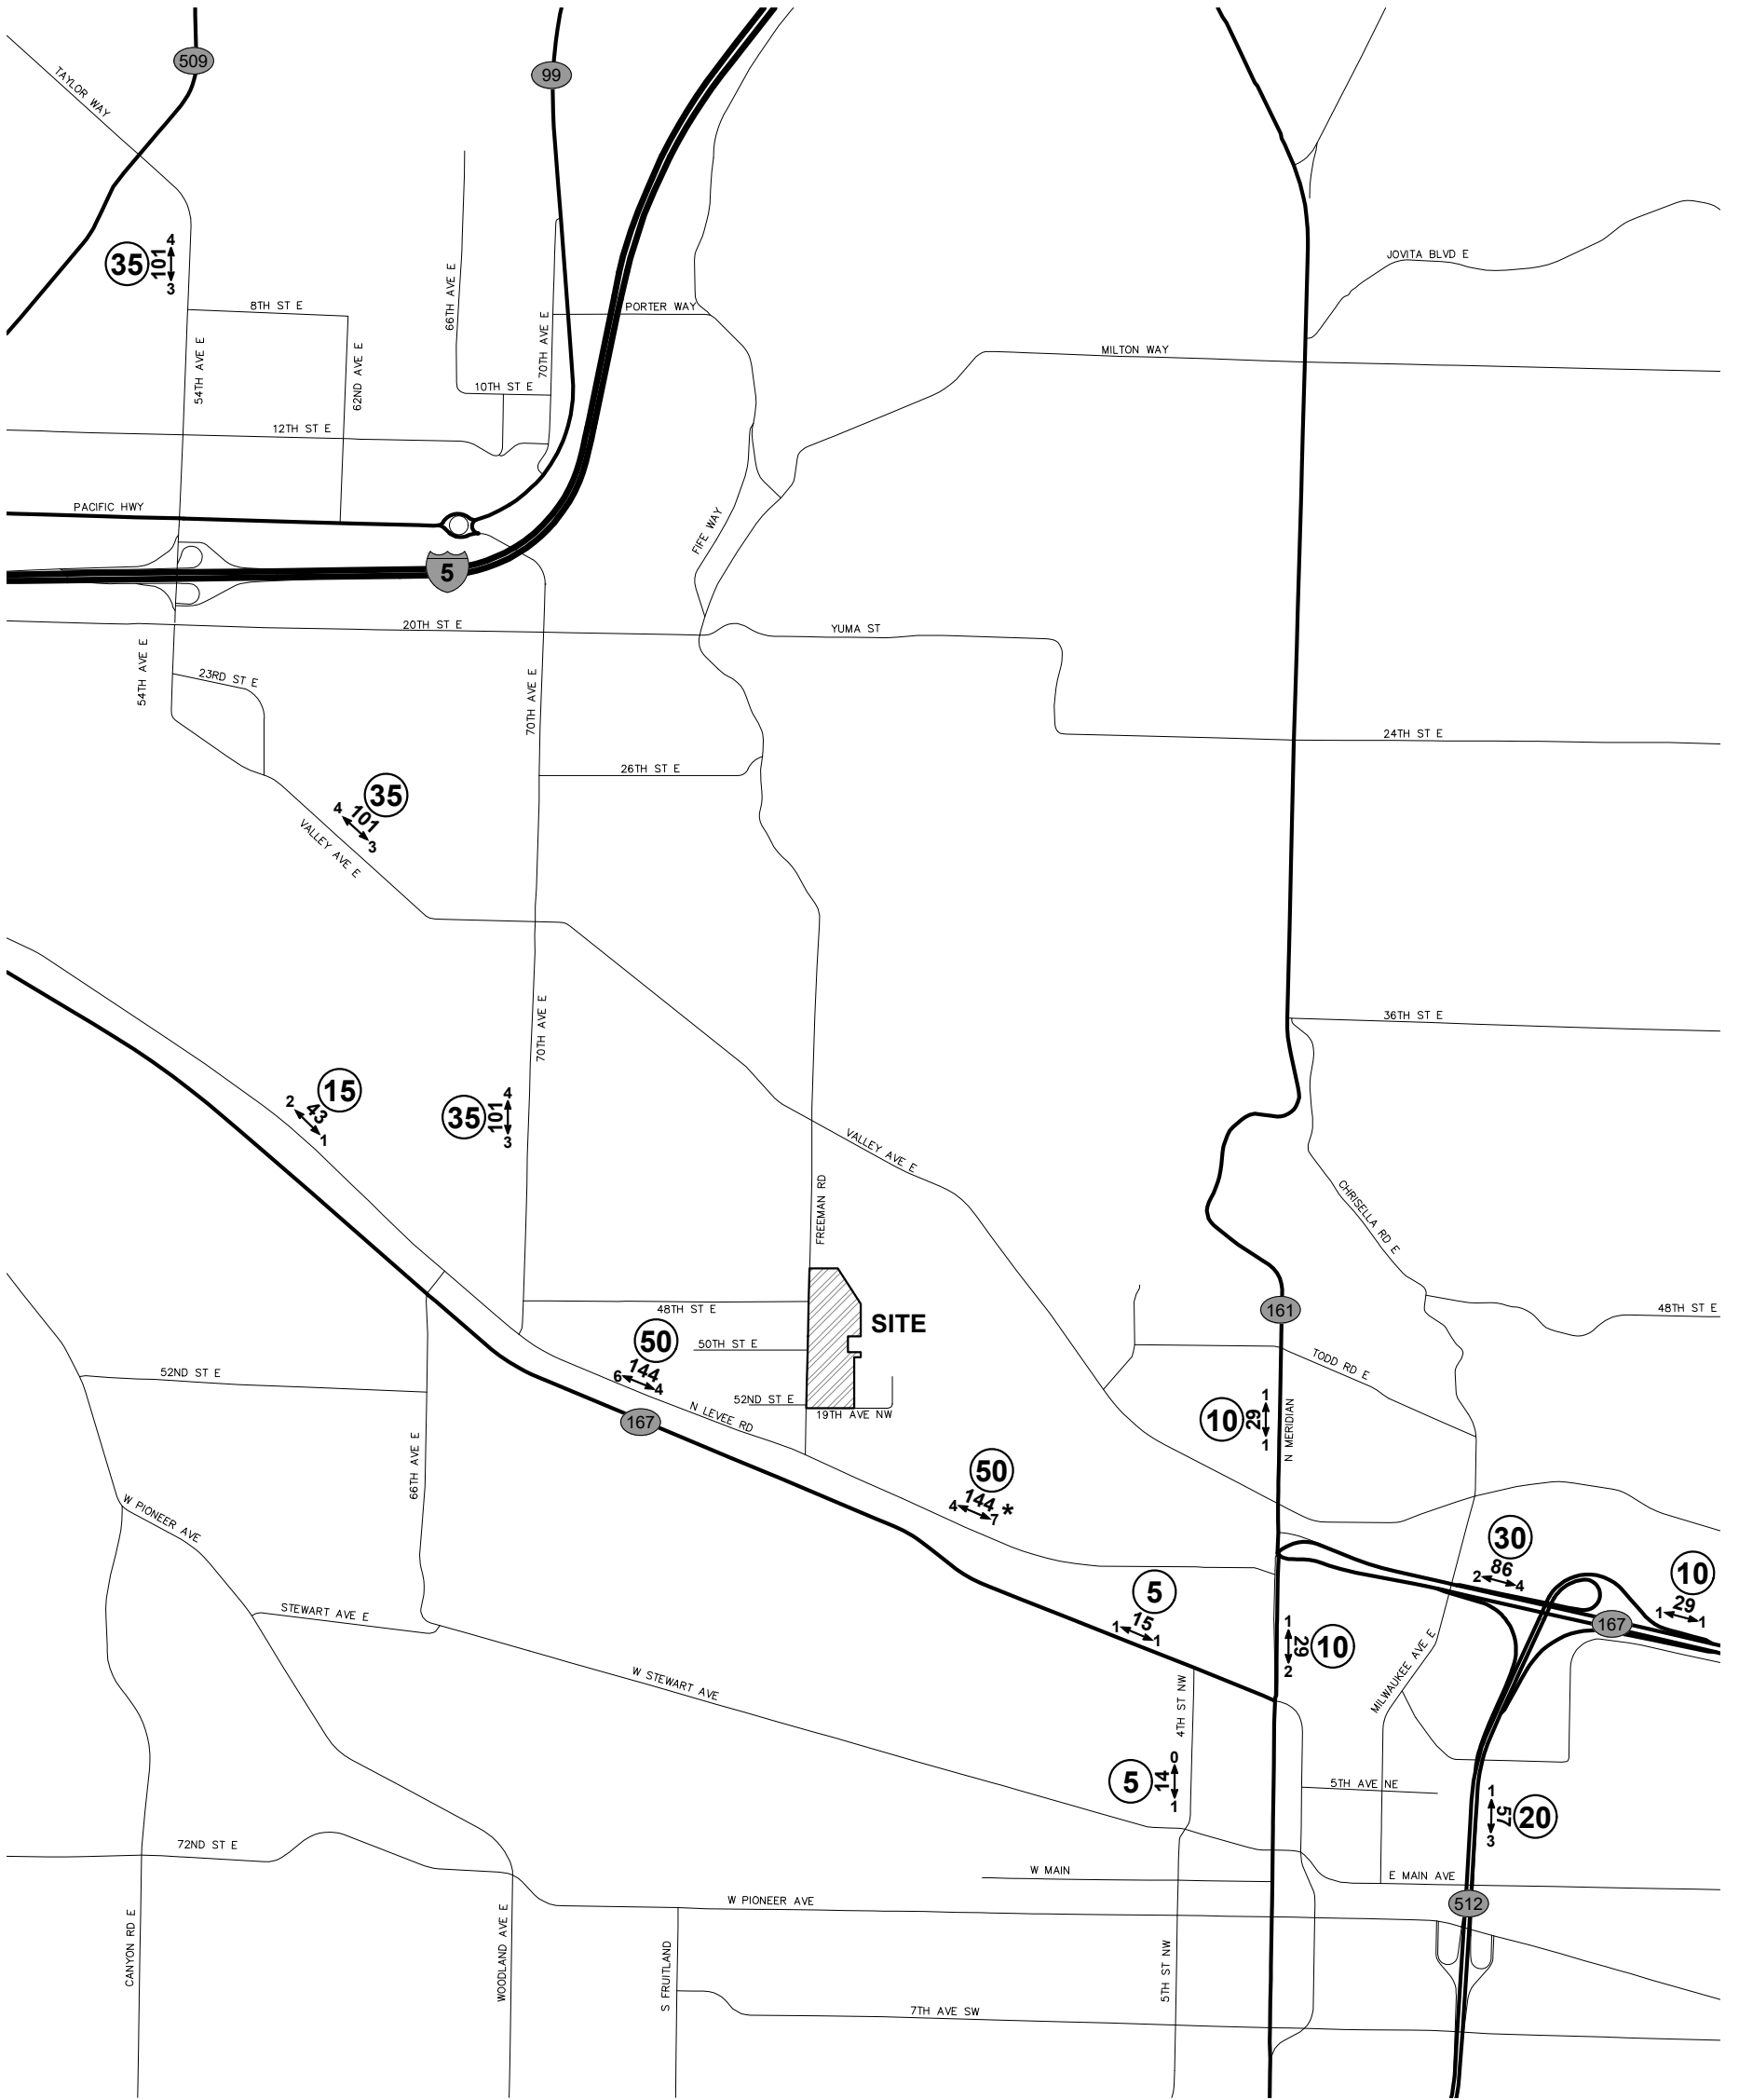 509
99
TAYLOR WAY
4
35
101
3
66TH AVE E
JOVITA BLVD E
8TH ST E
PORTER WAY
70TH AVE E
54TH AVE E
62ND AVE E
MILTON WAY
10TH ST E
12TH ST E
PACIFIC HWY
FIFE WAY
5
20TH ST E
YUMA ST
54TH AVE E
23RD ST E
70TH AVE E
24TH ST E
26TH ST E
35
4
101
3
VALLEY AVE E
70TH AVE E
36TH ST E
15
2
43
1
4
35
101
3
VALLEY AVE E
FREEMAN RD
CHRISELLA RD E
48TH ST E
SITE
161
48TH ST E
50
50TH ST E
TODD RD E
52ND ST E
6
144
4
52ND ST E
N LEVEE RD
19TH AVE NW
167
1
10
29
1
N MERIDIAN
66TH AVE E
50
4
144 *
7
W PIONEER AVE
30
2
86
4
10
1
29
1
5
1
15
1
STEWART AVE E
167
1
29
10
2
W STEWART AVE
4TH ST NW
MILWAUKEE AVE E
0
5
14
1
5TH AVE NE
1
57
20
3
72ND ST E
W MAIN
E MAIN AVE
W PIONEER AVE
512
CANYON RD E
WOODLAND AVE E
S FRUITLAND
5TH ST NW
7TH AVE SW